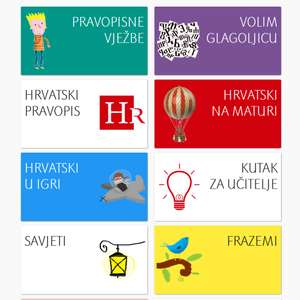 PRAVOPISNE
VJEŽBE
VOLIM
GLAGOLJICU
HRVATSKI
PRAVOPIS
HR
HRVATSKI
NA MATURI
HRVATSKI
U IGRI
KUTAK
ZA UČITELJE
SAVJETI
FRAZEMI